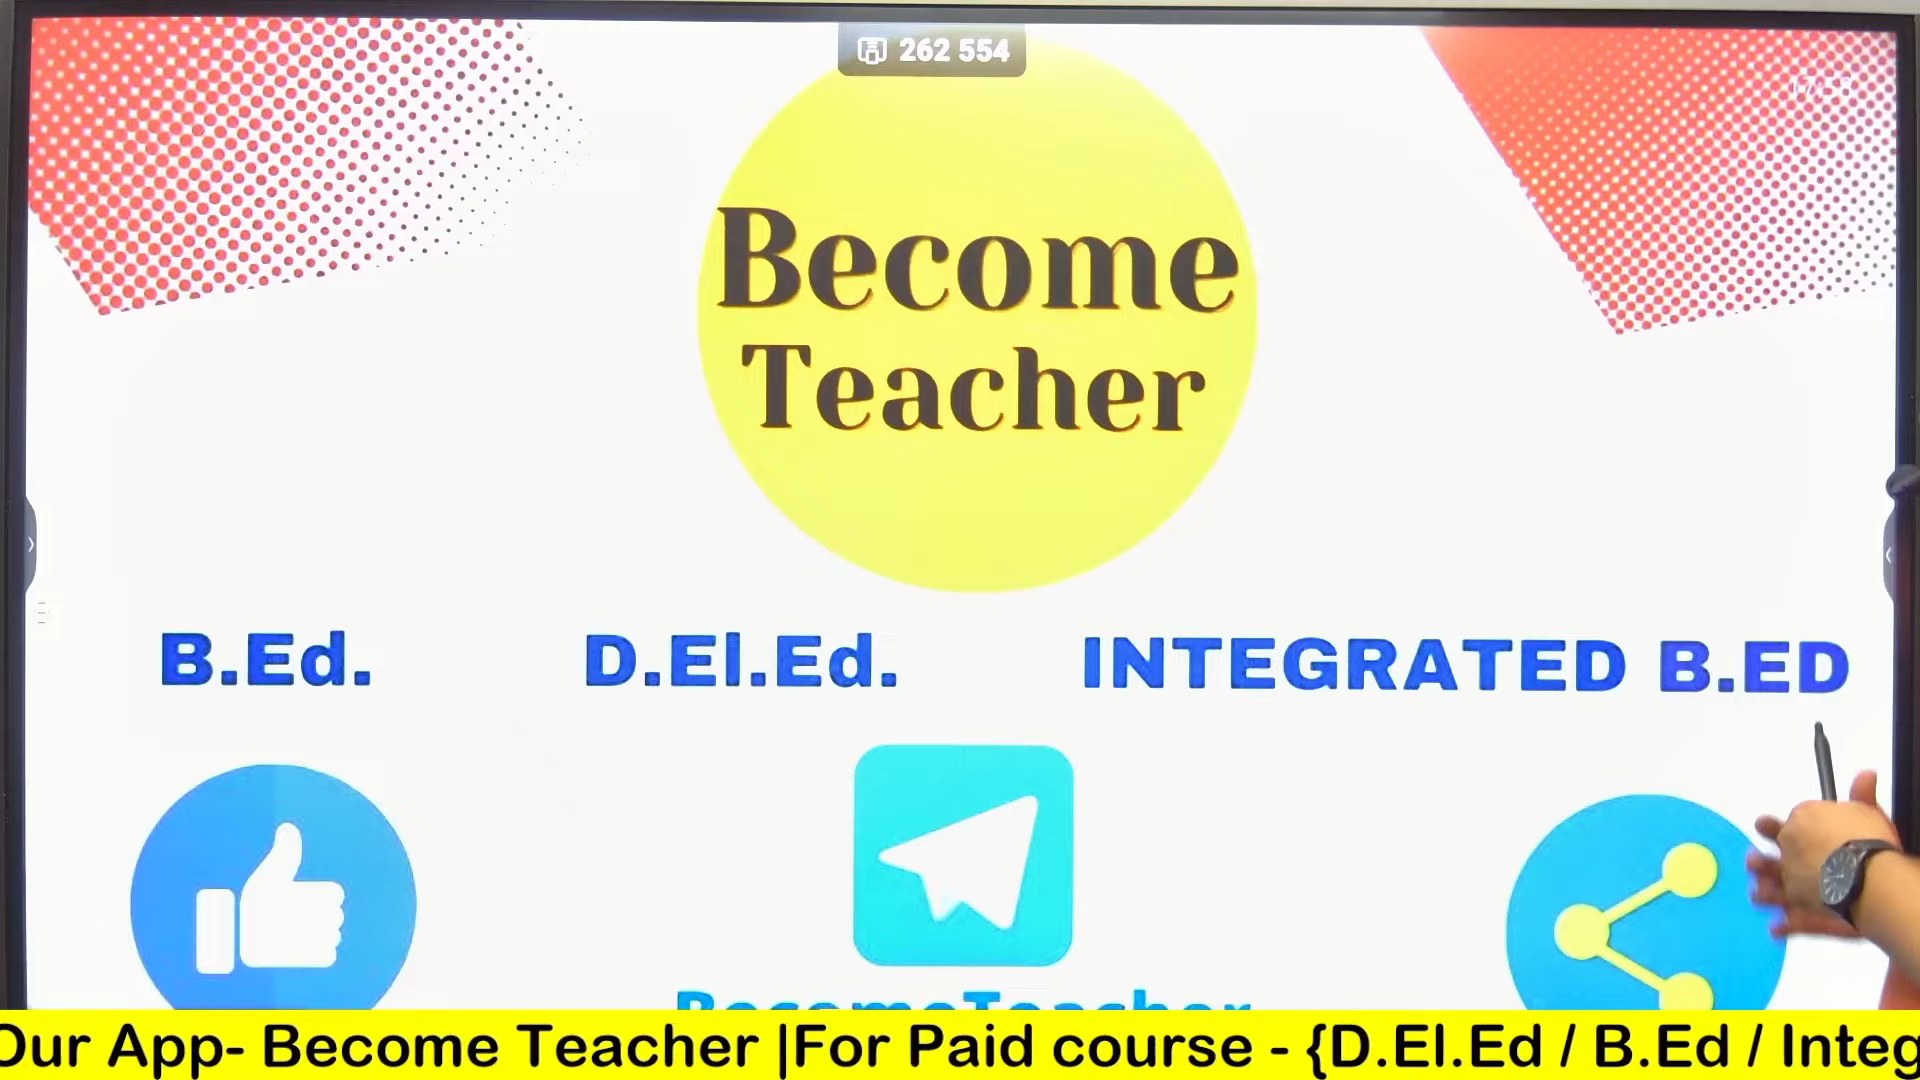 262 554
Become
Teacher
B.Ed.
D.El.Ed.
INTEGRATED B.ED
BecomeTeacher
Our App- Become Teacher |For Paid course - {D.El.Ed / B.Ed / Integ